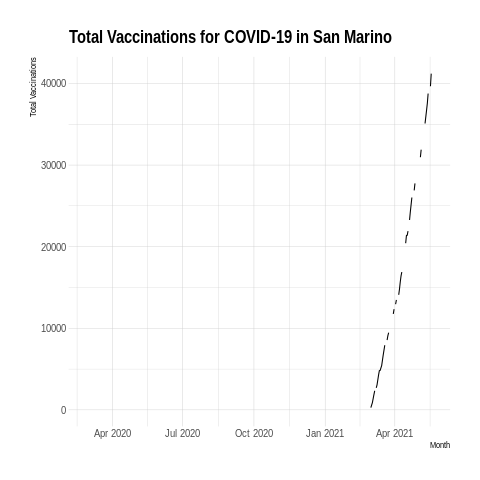 Total Vaccinations for COVID-19 in San Marino
Total Vaccinations
40000
30000
20000
10000
0
Apr 2020 Jul 2020 Oct 2020 Jan 2021 Apr 2021
Month